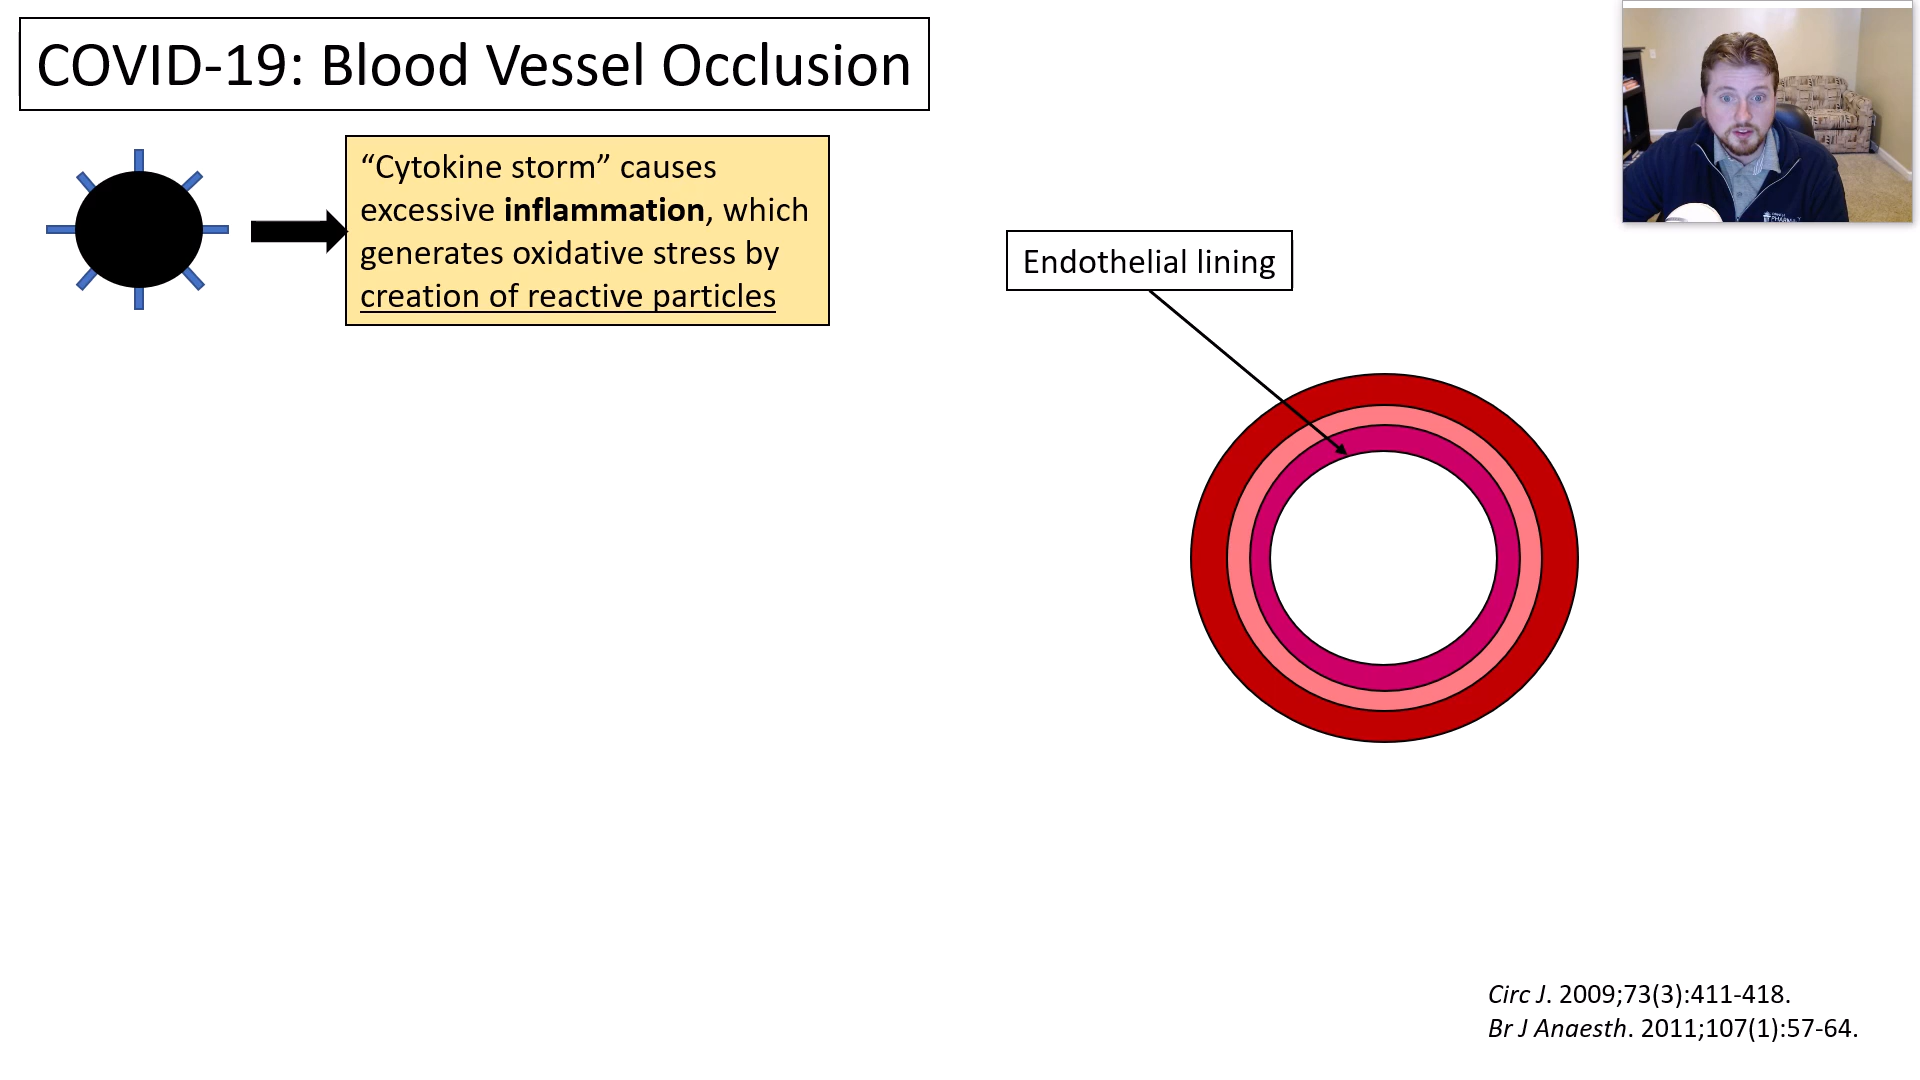 COVID-19: Blood Vessel Occlusion
“Cytokine storm” causes
excessive inflammation, which
generates oxidative stress by
creation of reactive particles
Endothelial lining
Circ J. 2009;73(3):411-418.
Br J Anaesth. 2011;107(1):57-64.